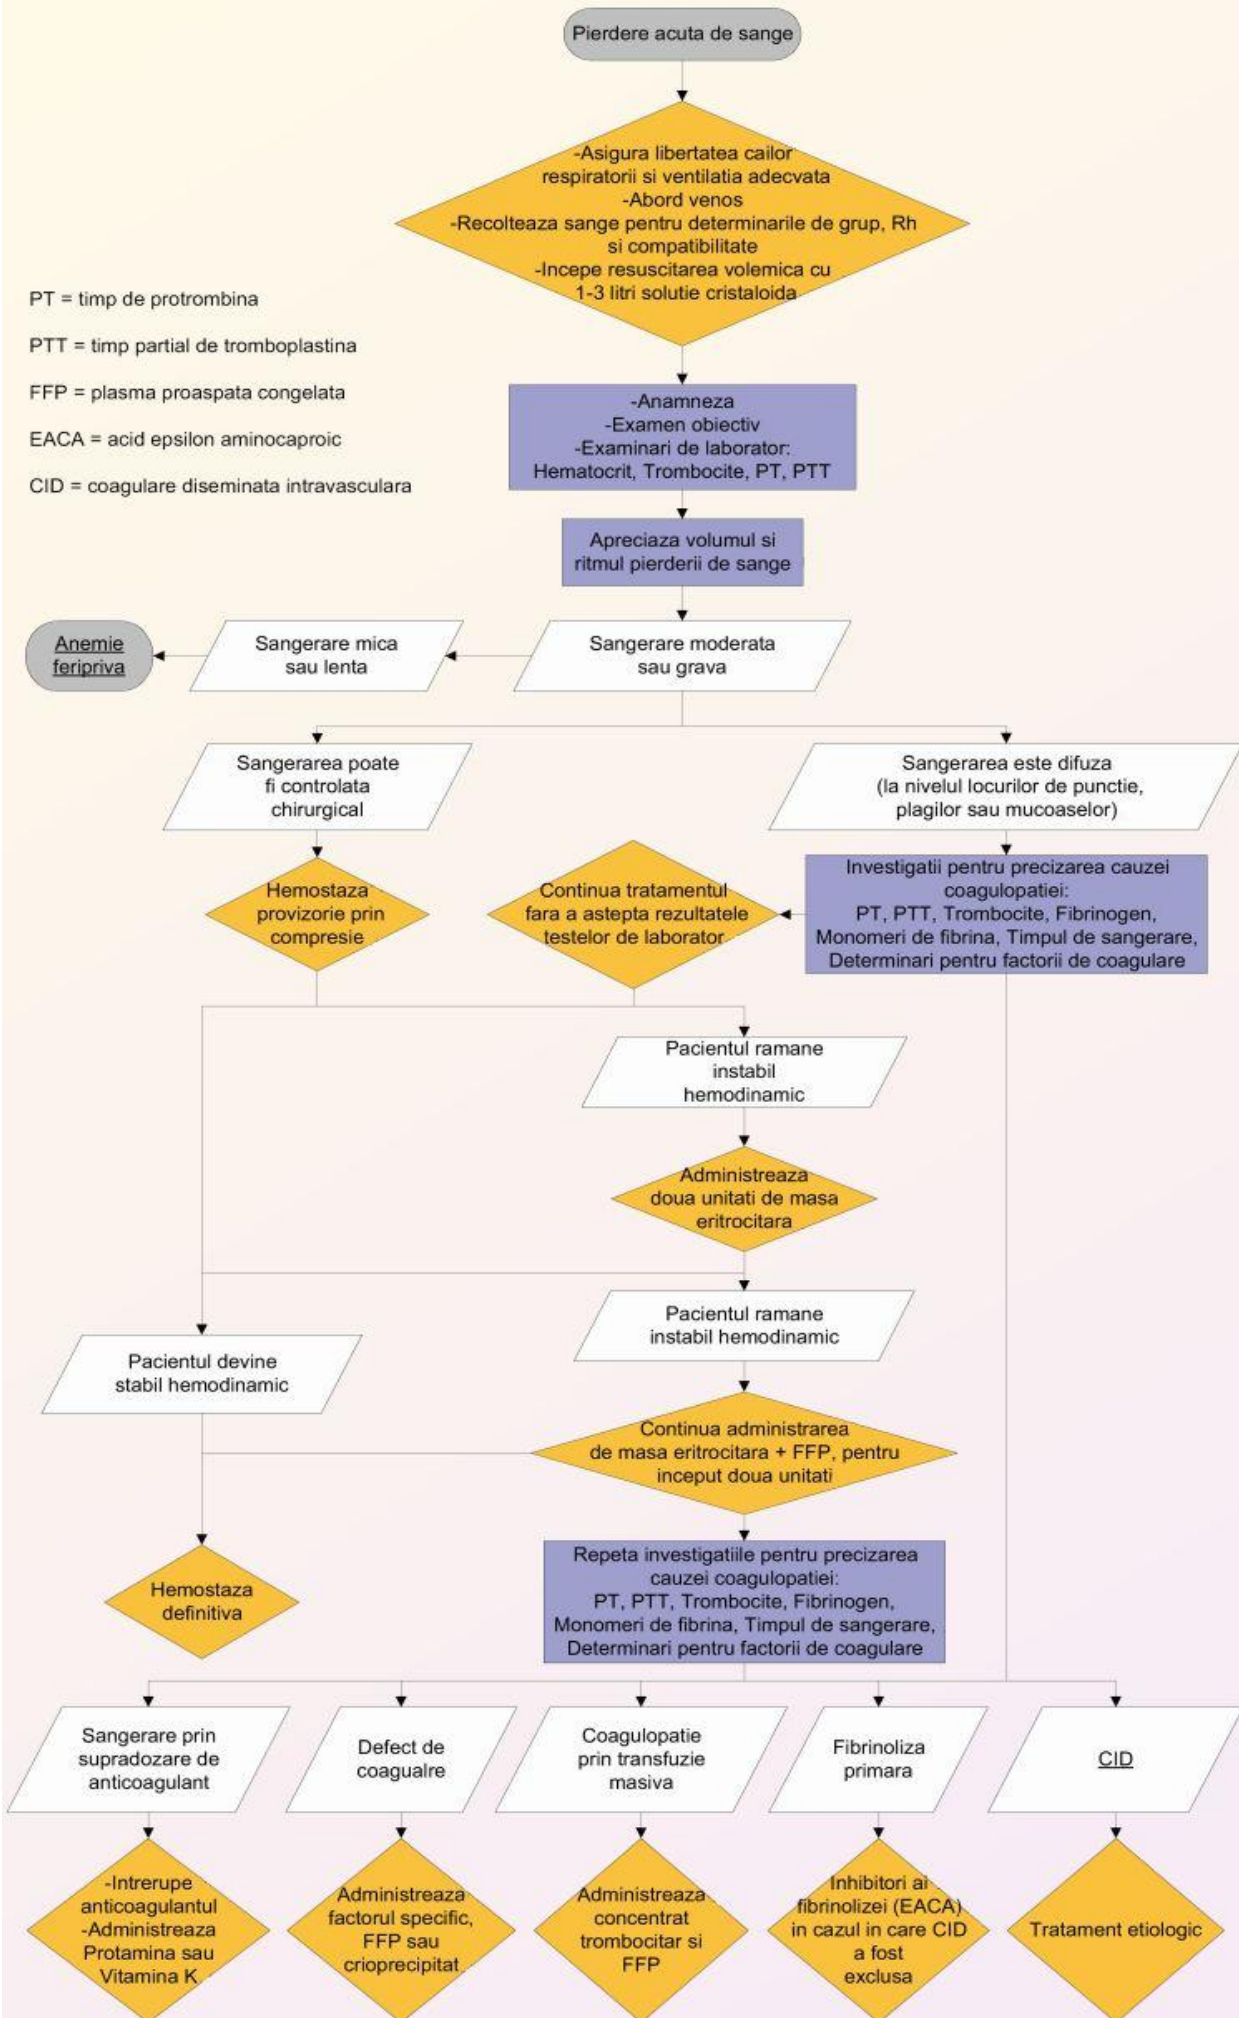 Pierdere acuta de sange
-Asigura libertatea cailor
respiratorii si ventilatia adecvata
-Abord venos
-Recolteaza sange pentru determinarile de grup, Rh
si compatibilitate
-Incepe resuscitarea volemica cu
1-3 litri solutie cristaloida
PT = timp de protrombina
PTT = timp partial de tromboplastina
FFP = plasma proaspata congelata
EACA = acid epsilon aminocaproic
CID = coagulare diseminata intravasculara
-Anamneza
-Examen obiectiv
-Examinari de laborator:
Hematocrit, Trombocite, PT, PTT
Apreciaza volumul si
ritmul pierderii de sange
Anemie
feripriva
Sangerare mica
sau lenta
Sangerare moderata
sau grava
Sangerarea poate
fi controlata
chirurgical
Sangerarea este difuza
(la nivelul locurilor de punctie,
plagilor sau mucoaselor)
Hemostaza
provizorie prin
compresie
Continua tratamentul
fara a astepta rezultatele
testelor de laborator
Investigatii pentru precizarea cauzei
coagulopatiei:
PT, PTT, Trombocite, Fibrinogen,
Monomeri de fibrina, Timpul de sangerare,
Determinari pentru factorii de coagulare
Pacientul ramane
instabil
hemodinamic
Administreaza
doua unitati de masa
eritrocitara
Pacientul ramane
instabil hemodinamic
Pacientul devine
stabil hemodinamic
Continua administrarea
de masa eritrocitara + FFP, pentru
inceput doua unitati
Hemostaza
definitiva
Repeta investigatiile pentru precizarea
cauzei coagulopatiei:
PT, PTT, Trombocite, Fibrinogen,
Monomeri de fibrina, Timpul de sangerare,
Determinari pentru factorii de coagulare
Sangerare prin
supradozare de
anticoagulant
Defect de
coagualre
Coagulopatie
prin transfuzie
masiva
Fibrinoliza
primara
CID
-Intrerupe
anticoagulantul
-Administreaza
Protamina sau
Vitamina K
Administreaza
factorul specific,
FFP sau
crioprecipitat
Administreaza
concentrat
trombocitar si
FFP
Inhibitori ai
fibrinolizei (EACA)
in cazul in care CID
a fost
exclusa
Tratament etiologic